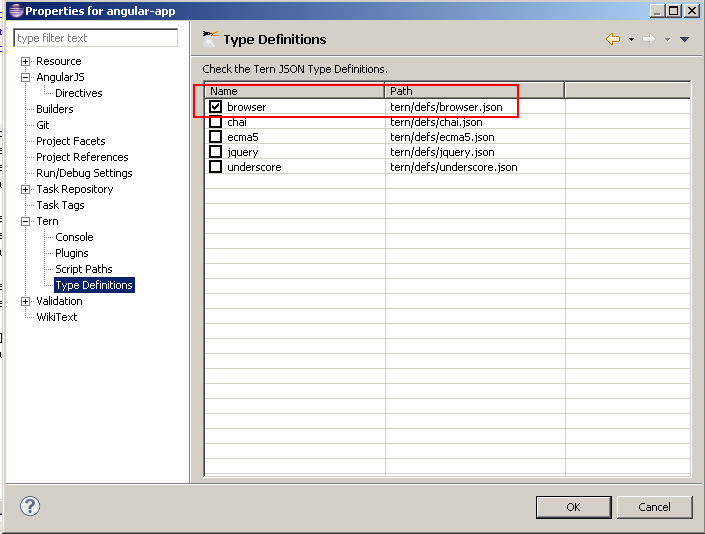 Properties for angular-app
type filter text
Resource
AngularJS
Directives
Builders
Git
Project Facets
Project References
Run/Debug Settings
Task Repository
Task Tags
Tern
Console
Plugins
Script Paths
Type Definitions
Validation
WikiText
Type Definitions
Check the Tern JSON Type Definitions.
Name Path
browser tern/defs/browser.json
chai tern/defs/chai.json
ecma5 tern/defs/ecma5.json
jquery tern/defs/jquery.json
underscore tern/defs/underscore.json
?
OK Cancel